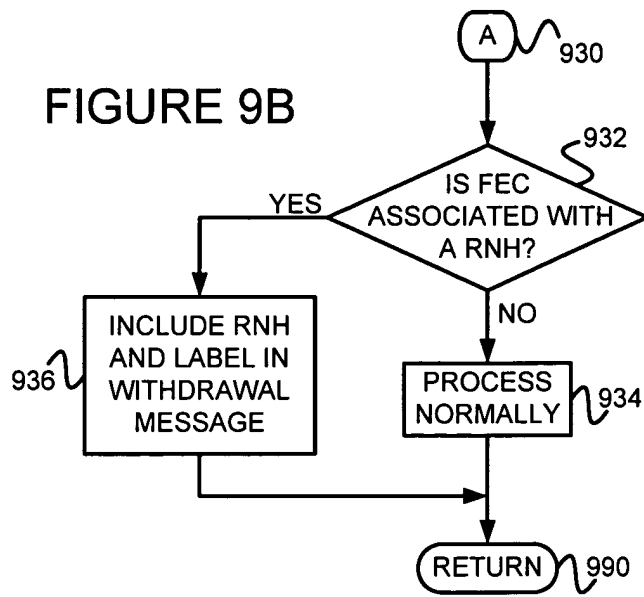 A
930
FIGURE 9B
932
IS FEC
ASSOCIATED WITH
A RNH?
YES
NO
INCLUDE RNH
AND LABEL IN
WITHDRAWAL
MESSAGE
936
PROCESS
NORMALLY
934
RETURN
990